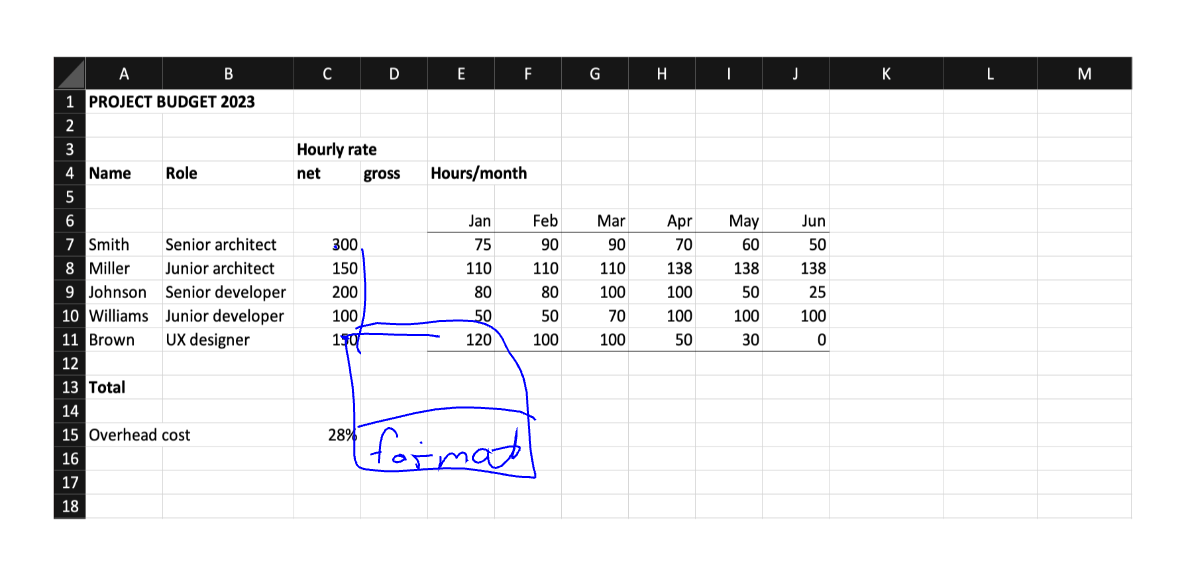 A B C D E F G H I J K L M
1 PROJECT BUDGET 2023
2
3 Hourly rate
4 Name Role net gross Hours/month
5
6 Jan Feb Mar Apr May Jun
7 Smith Senior architect 300 75 90 90 70 60 50
8 Miller Junior architect 150 110 110 110 138 138 138
9 Johnson Senior developer 200 80 80 100 100 50 25
10 Williams Junior developer 100 50 50 70 100 100 100
11 Brown UX designer 150 120 100 100 50 30 0
12
13 Total
14
15 Overhead cost 28%
16 format
17
18